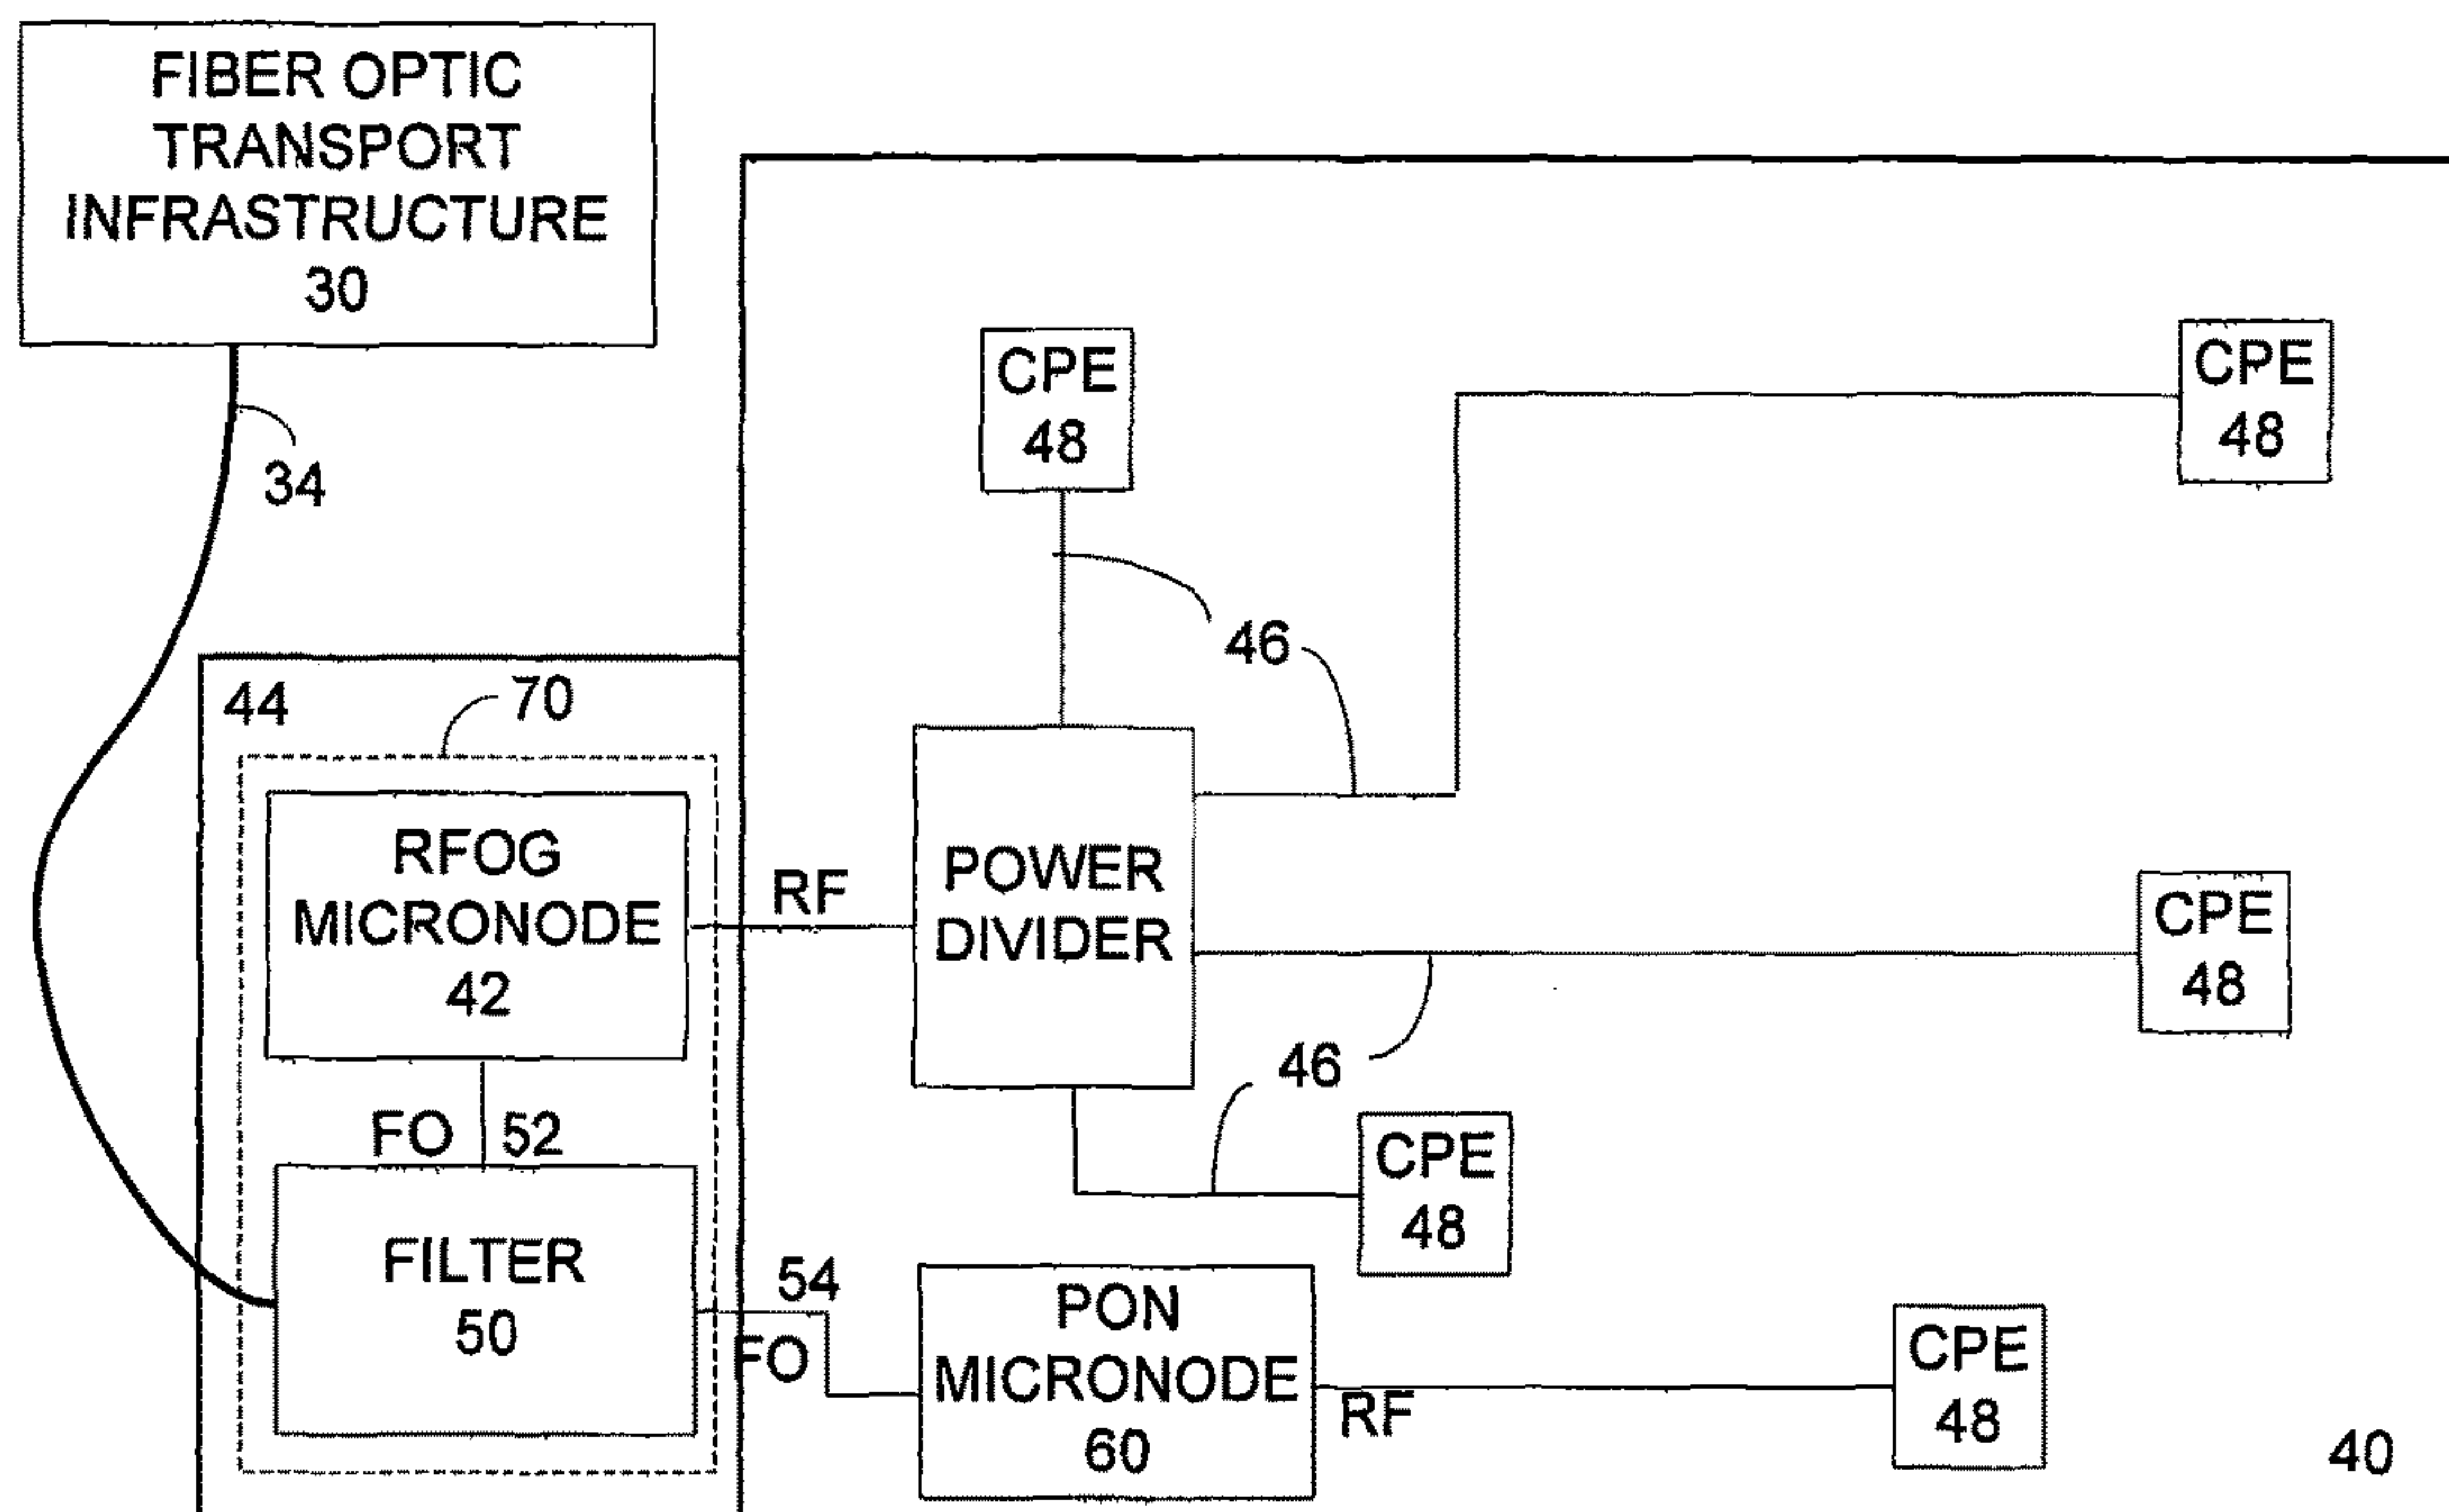 FIBER OPTIC
TRANSPORT
INFRASTRUCTURE
30
34
CPE
48
CPE
48
46
44
70
RFOG
MICRONODE
42
RF
POWER
DIVIDER
CPE
48
46
FO 52
CPE
48
FILTER
50
54
FO
PON
MICRONODE
60
RF
CPE
48
40